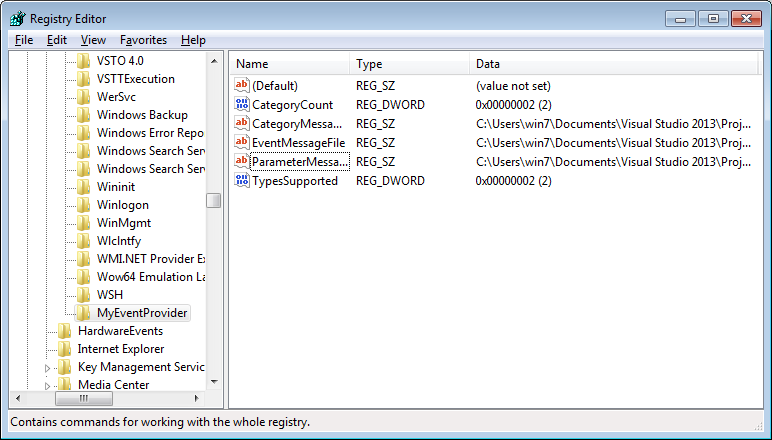 Registry Editor
File Edit View Favorites Help
VSTO 4.0
VSTTExecution
WerSvc
Windows Backup
Windows Error Repo
Windows Search Serv
Windows Search Serv
Wininit
Winlogon
WinMgmt
Wlclntfy
WMI.NET Provider Ex
Wow64 Emulation La
WSH
MyEventProvider
HardwareEvents
Internet Explorer
Key Management Servic
Media Center
Name Type Data
(Default) REG_SZ (value not set)
CategoryCount REG_DWORD 0x00000002 (2)
CategoryMessa... REG_SZ C:\Users\win7\Documents\Visual Studio 2013\Proj...
EventMessageFile REG_SZ C:\Users\win7\Documents\Visual Studio 2013\Proj...
ParameterMessa... REG_SZ C:\Users\win7\Documents\Visual Studio 2013\Proj...
TypesSupported REG_DWORD 0x00000002 (2)
Contains commands for working with the whole registry.